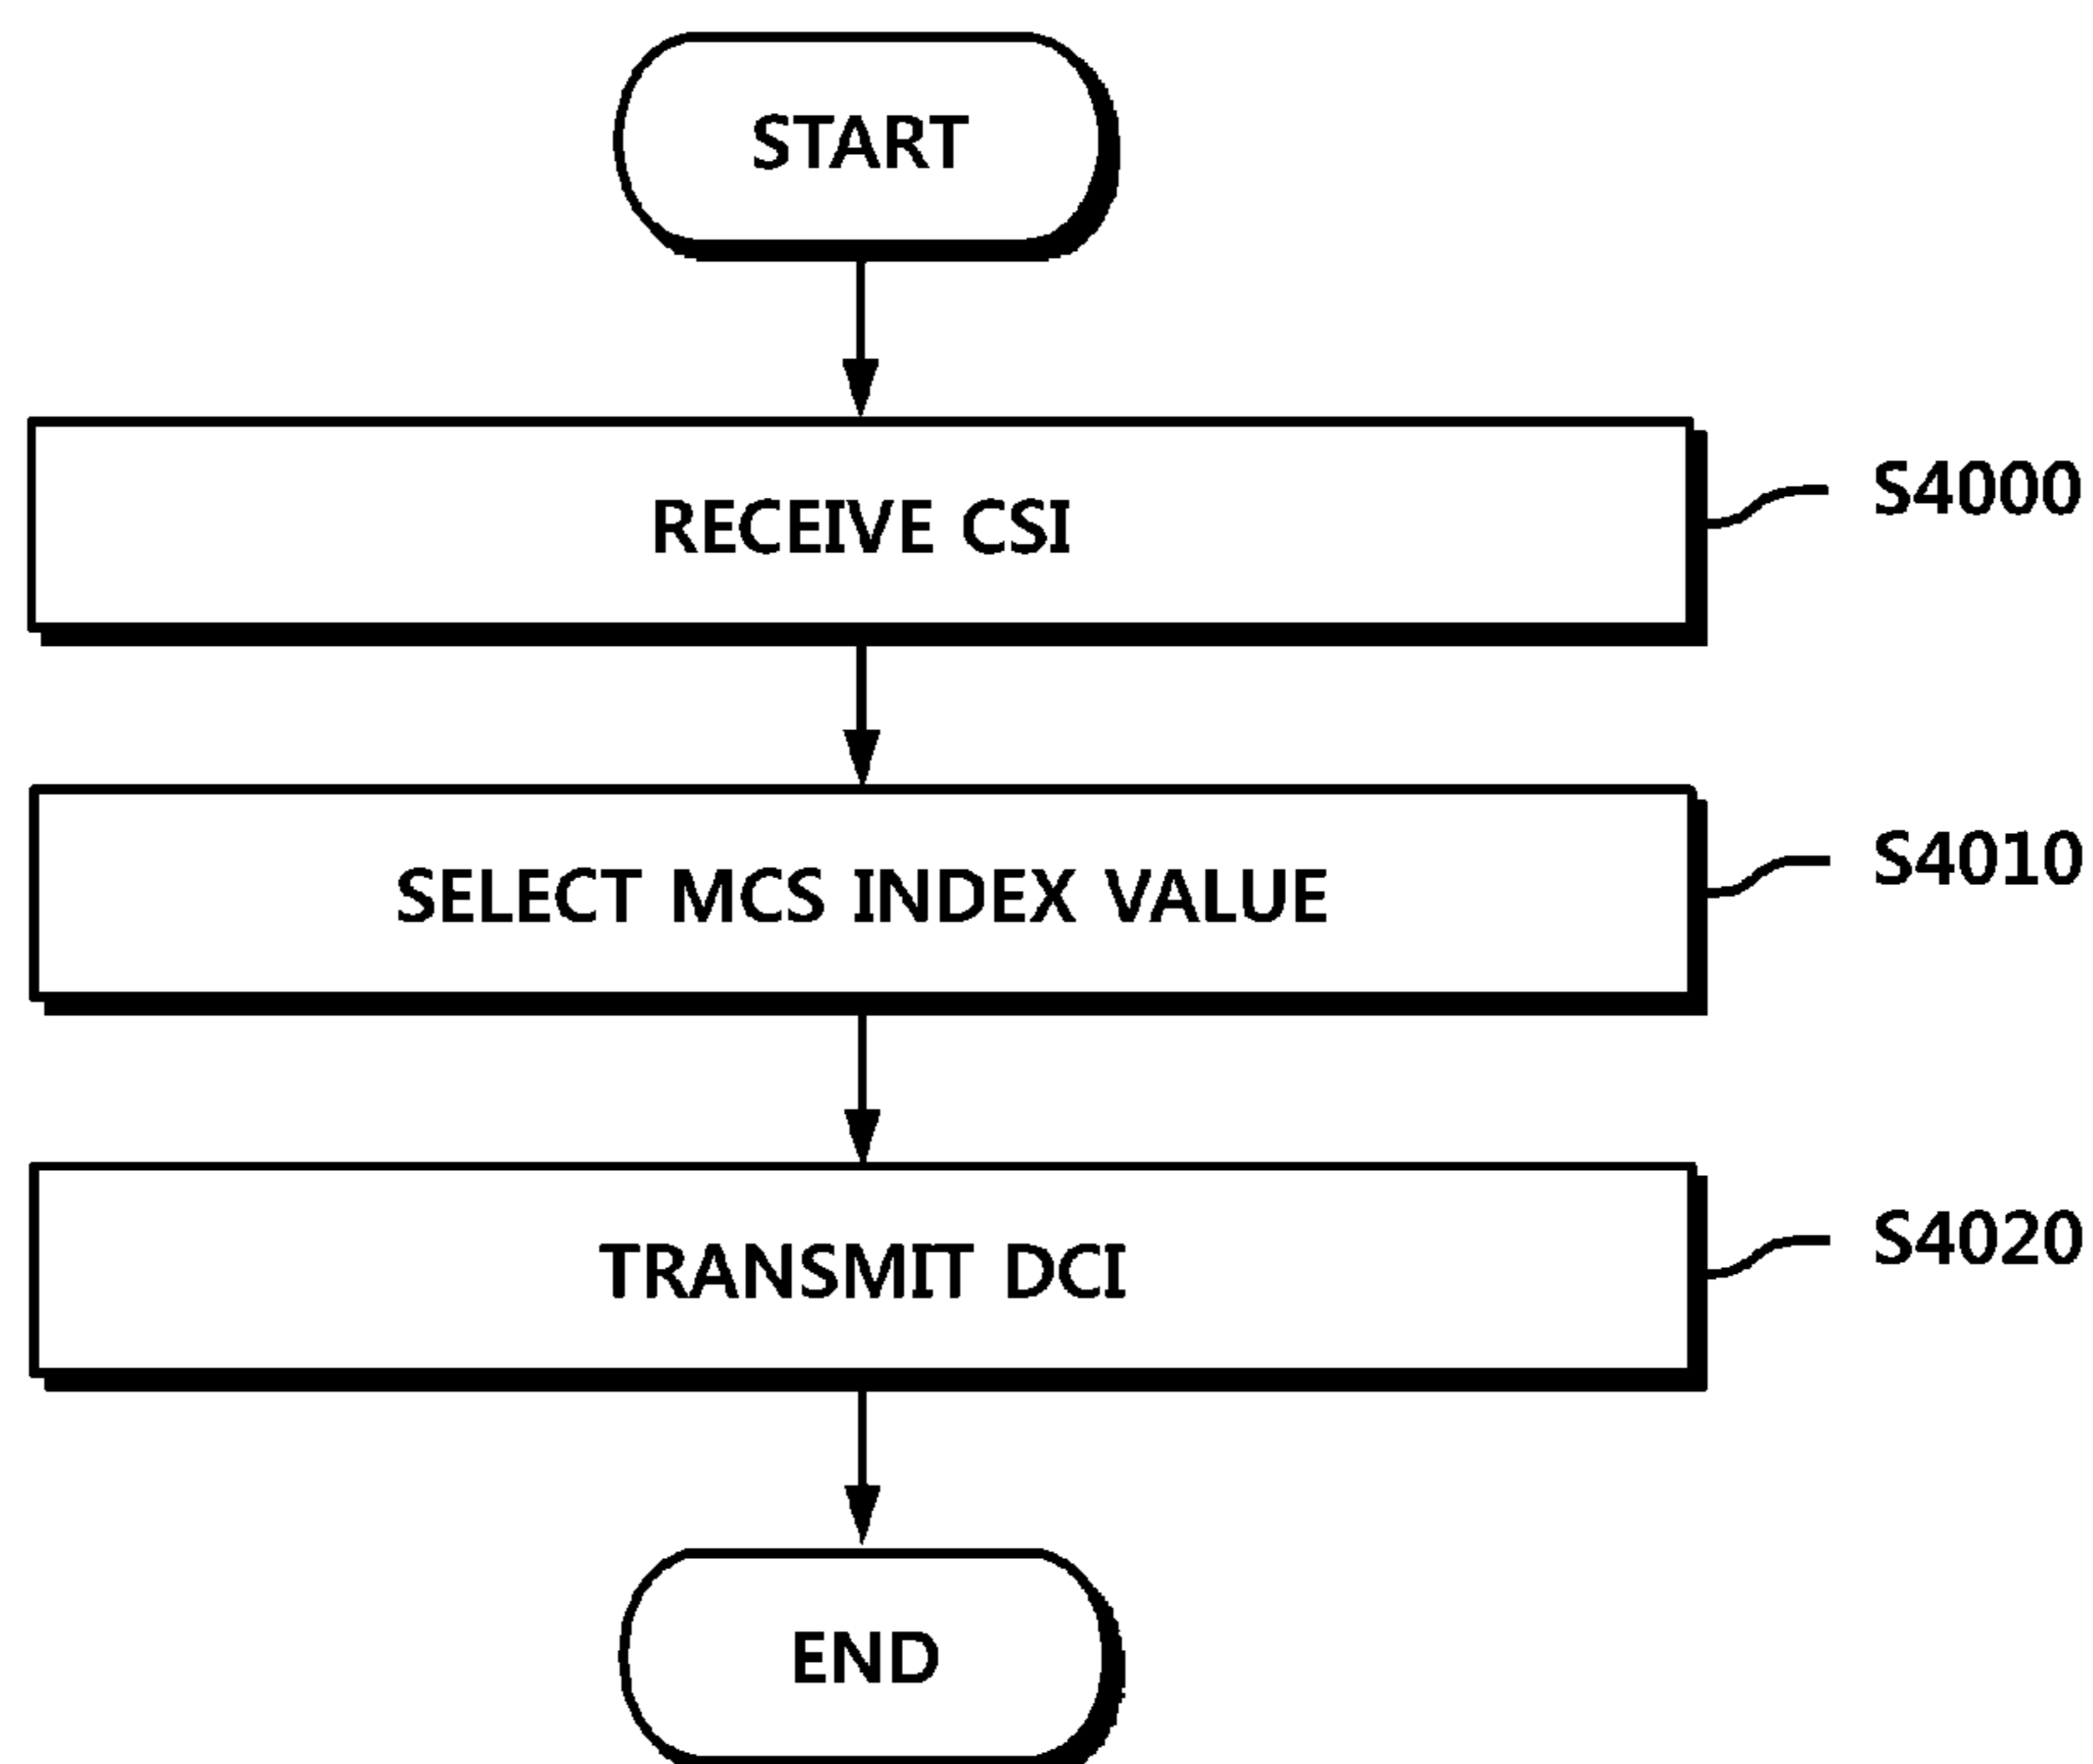 START
RECEIVE CSI
S4000
SELECT MCS INDEX VALUE
S4010
TRANSMIT DCI
S4020
END